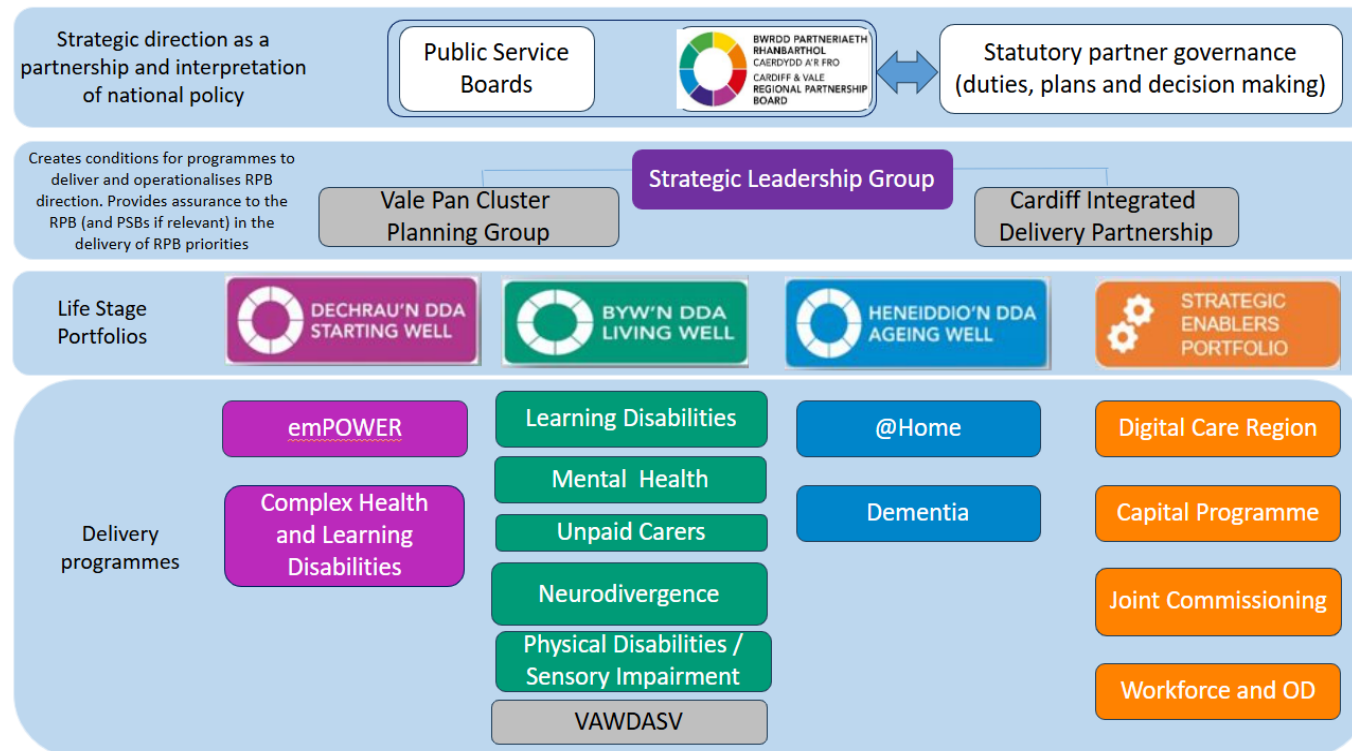 Strategic direction as a
partnership and interpretation
of national policy
Public Service
Boards
BWRDD PARTNERIAETH
RHANBARTHOL
CAERDYDD A'R FRO
CARDIFF & VALE
REGIONAL PARTNERSHIP
BOARD
Statutory partner governance
(duties, plans and decision making)
Creates conditions for programmes to
deliver and operationalises RPB
direction. Provides assurance to the
RPB (and PSBs if relevant) in the
delivery of RPB priorities
Strategic Leadership Group
Vale Pan Cluster
Planning Group
Cardiff Integrated
Delivery Partnership
Life Stage
Portfolios
DECHRAU'N DDA
STARTING WELL
BYW'N DDA
LIVING WELL
HENEIDDIO'N DDA
AGEING WELL
STRATEGIC
ENABLERS
PORTFOLIO
Delivery
programmes
emPOWER
Complex Health
and Learning
Disabilities
Learning Disabilities
Mental Health
Unpaid Carers
Neurodivergence
Physical Disabilities /
Sensory Impairment
VAWDASV
@Home
Dementia
Digital Care Region
Capital Programme
Joint Commissioning
Workforce and OD